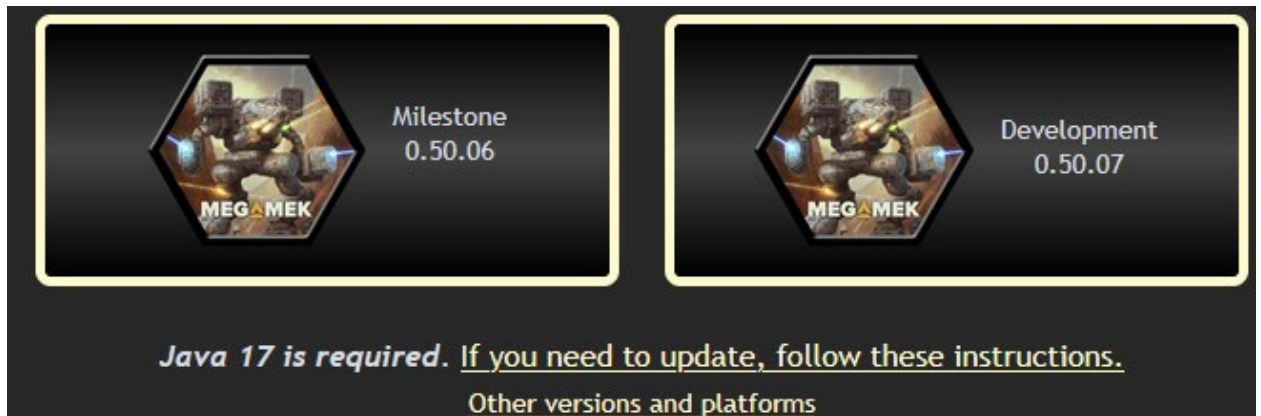 Milestone
0.50.06
MEGAMEK
Development
0.50.07
MEGAMEK
Java 17 is required. If you need to update, follow these instructions.
Other versions and platforms